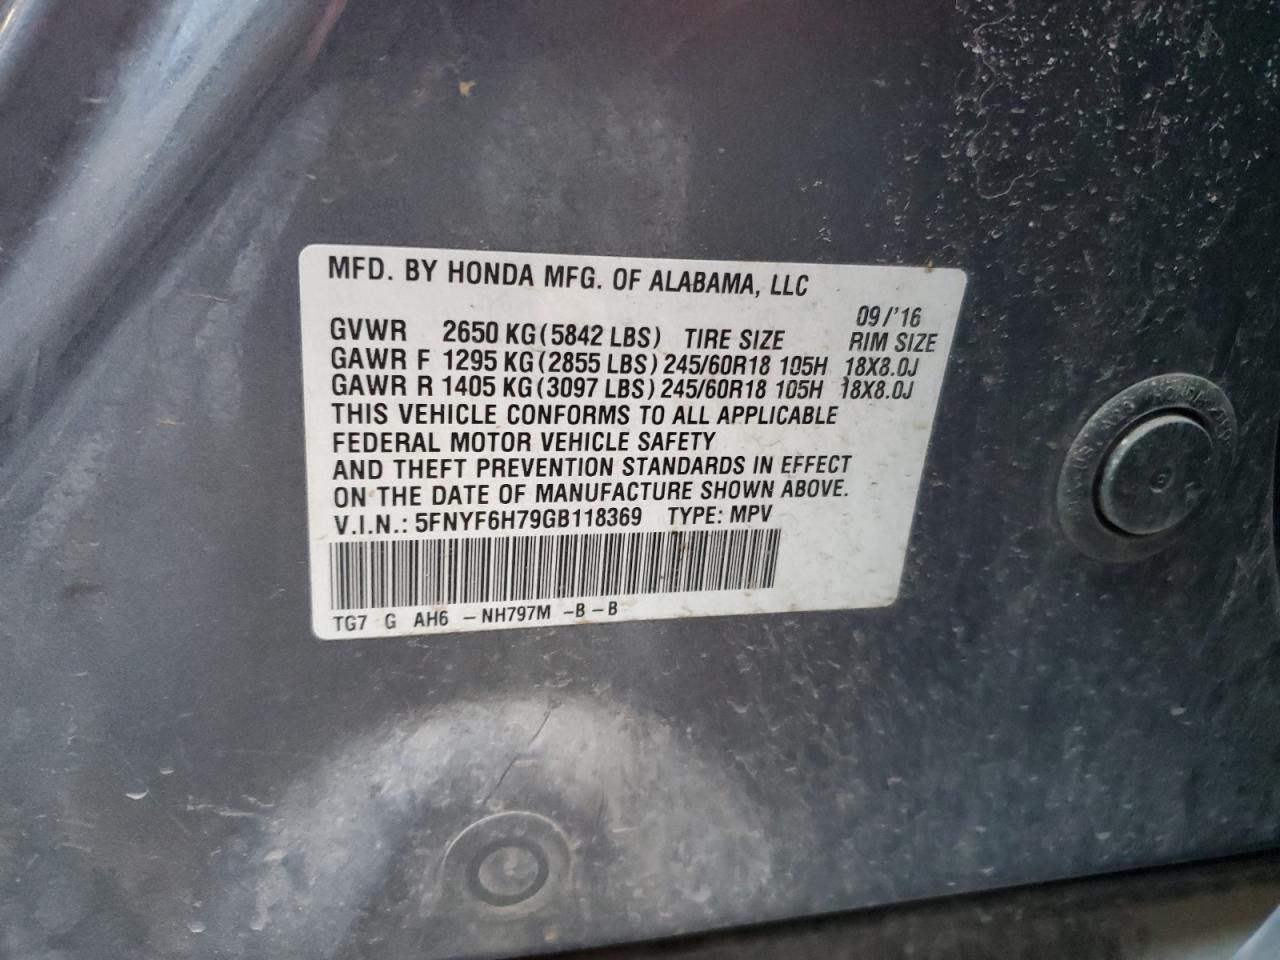 MFD. BY HONDA MFG. OF ALABAMA, LLC
09/'16
GVWR 2650 KG(5842 LBS) TIRE SIZE RIM SIZE
GAWR F 1295 KG(2855 LBS) 245/60R18 105H 18X8.0J
GAWR R 1405 KG(3097 LBS) 245/60R18 105H 18X8.0J
THIS VEHICLE CONFORMS TO ALL APPLICABLE
FEDERAL MOTOR VEHICLE SAFETY
AND THEFT PREVENTION STANDARDS IN EFFECT
ON THE DATE OF MANUFACTURE SHOWN ABOVE.
V.I.N.: 5FNYF6H79GB118369 TYPE: MPV
TG7 G AH6 -NH797M -B-B